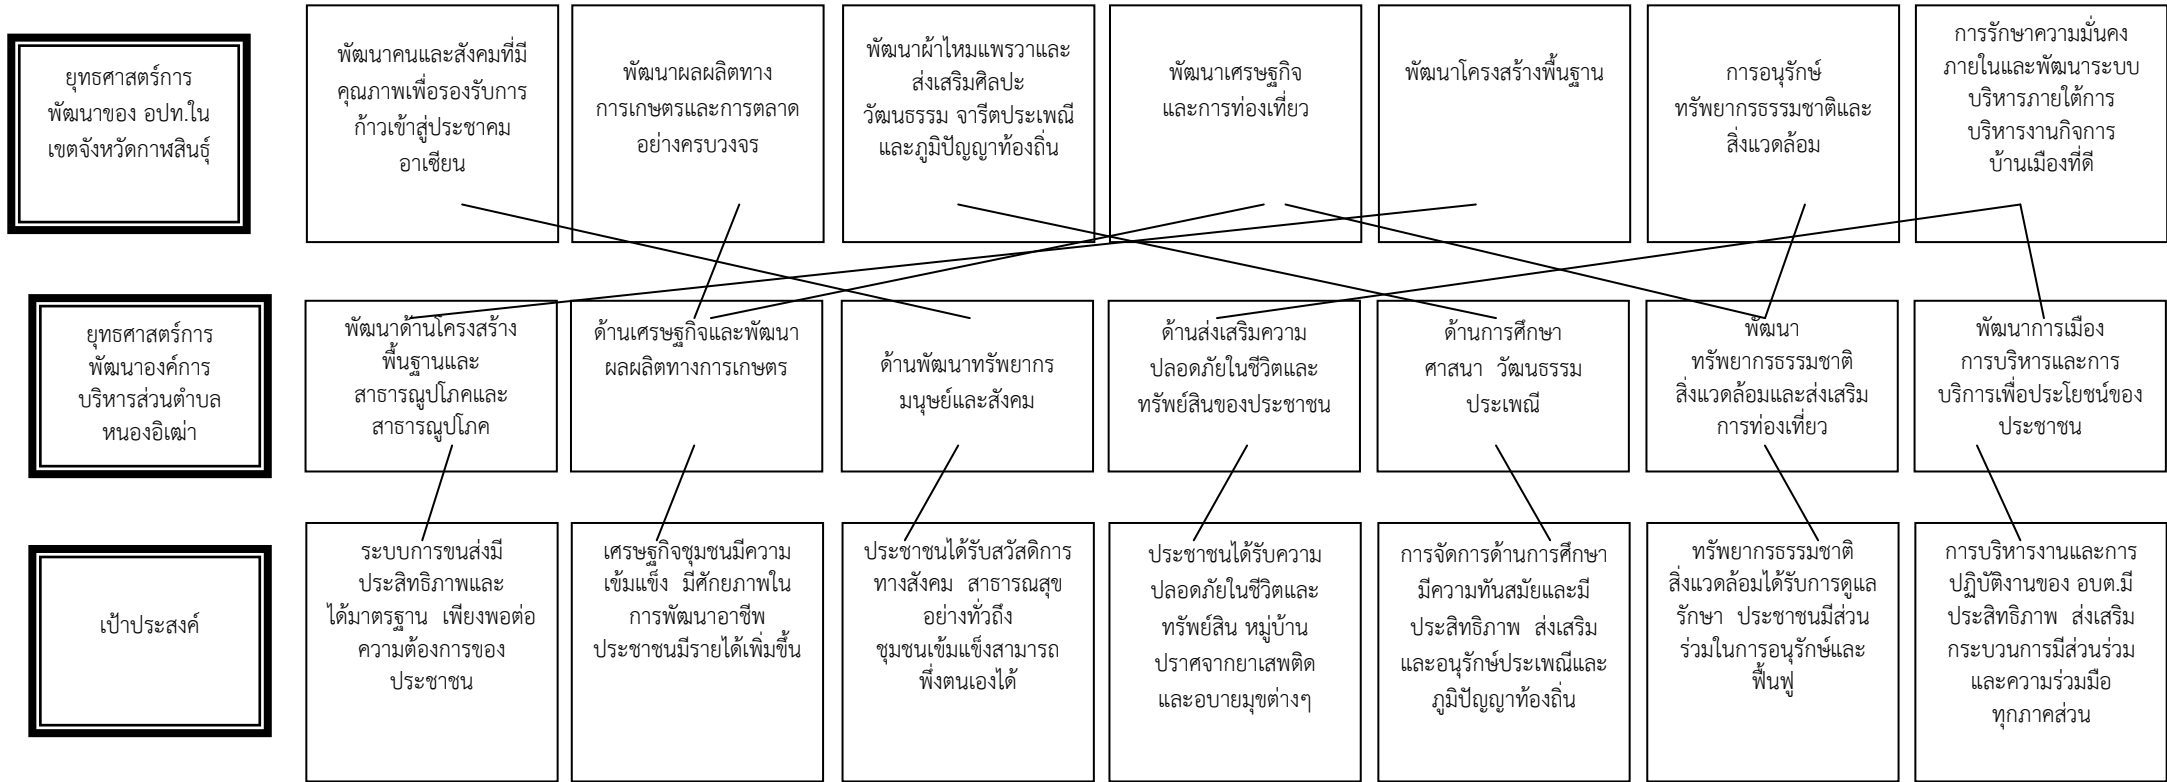 ยุทธศาสตร์การ
พัฒนาของ อปท.ใน
เขตจังหวัดกาฬสินธุ์
พัฒนาคนและสังคมที่มี
คุณภาพเพื่อรองรับการ
ก้าวเข้าสู่ประชาคม
อาเซียน
พัฒนาผลผลิตทาง
การเกษตรและการตลาด
อย่างครบวงจร
พัฒนาผ้าไหมแพรวาและ
ส่งเสริมศิลปะ
วัฒนธรรม จารีตประเพณี
และภูมิปัญญาท้องถิ่น
พัฒนาเศรษฐกิจ
และการท่องเที่ยว
พัฒนาโครงสร้างพื้นฐาน
การอนุรักษ์
ทรัพยากรธรรมชาติและ
สิ่งแวดล้อม
การรักษาความมั่นคง
ภายในและพัฒนาระบบ
บริหารภายใต้การ
บริหารงานกิจการ
บ้านเมืองที่ดี
ยุทธศาสตร์การ
พัฒนาองค์การ
บริหารส่วนตำบล
หนองอิเฒ่า
พัฒนาด้านโครงสร้าง
พื้นฐานและ
สาธารณูปโภคและ
สาธารณูปโภค
ด้านเศรษฐกิจและพัฒนา
ผลผลิตทางการเกษตร
ด้านพัฒนาทรัพยากร
มนุษย์และสังคม
ด้านส่งเสริมความ
ปลอดภัยในชีวิตและ
ทรัพย์สินของประชาชน
ด้านการศึกษา
ศาสนา วัฒนธรรม
ประเพณี
พัฒนา
ทรัพยากรธรรมชาติ
สิ่งแวดล้อมและส่งเสริม
การท่องเที่ยว
พัฒนาการเมือง
การบริหารและการ
บริการเพื่อประโยชน์ของ
ประชาชน
เป้าประสงค์
ระบบการขนส่งมี
ประสิทธิภาพและ
ได้มาตรฐาน เพียงพอต่อ
ความต้องการของ
ประชาชน
เศรษฐกิจชุมชนมีความ
เข้มแข็ง มีศักยภาพใน
การพัฒนาอาชีพ
ประชาชนมีรายได้เพิ่มขึ้น
ประชาชนได้รับสวัสดิการ
ทางสังคม สาธารณสุข
อย่างทั่วถึง
ชุมชนเข้มแข็งสามารถ
พึ่งตนเองได้
ประชาชนได้รับความ
ปลอดภัยในชีวิตและ
ทรัพย์สิน หมู่บ้าน
ปราศจากยาเสพติด
และอบายมุขต่างๆ
การจัดการด้านการศึกษา
มีความทันสมัยและมี
ประสิทธิภาพ ส่งเสริม
และอนุรักษ์ประเพณีและ
ภูมิปัญญาท้องถิ่น
ทรัพยากรธรรมชาติ
สิ่งแวดล้อมได้รับการดูแล
รักษา ประชาชนมีส่วน
ร่วมในการอนุรักษ์และ
ฟื้นฟู
การบริหารงานและการ
ปฏิบัติงานของ อบต.มี
ประสิทธิภาพ ส่งเสริม
กระบวนการมีส่วนร่วม
และความร่วมมือ
ทุกภาคส่วน